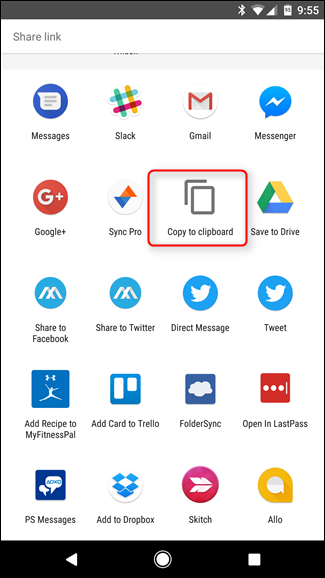 9:55
Share link
Messages Slack Gmail Messenger
Google+ Sync Pro Copy to clipboard Save to Drive
Share to Facebook Share to Twitter Direct Message Tweet
Add Recipe to MyFitnessPal Add Card to Trello FolderSync Open In LastPass
PS Messages Add to Dropbox Skitch Allo